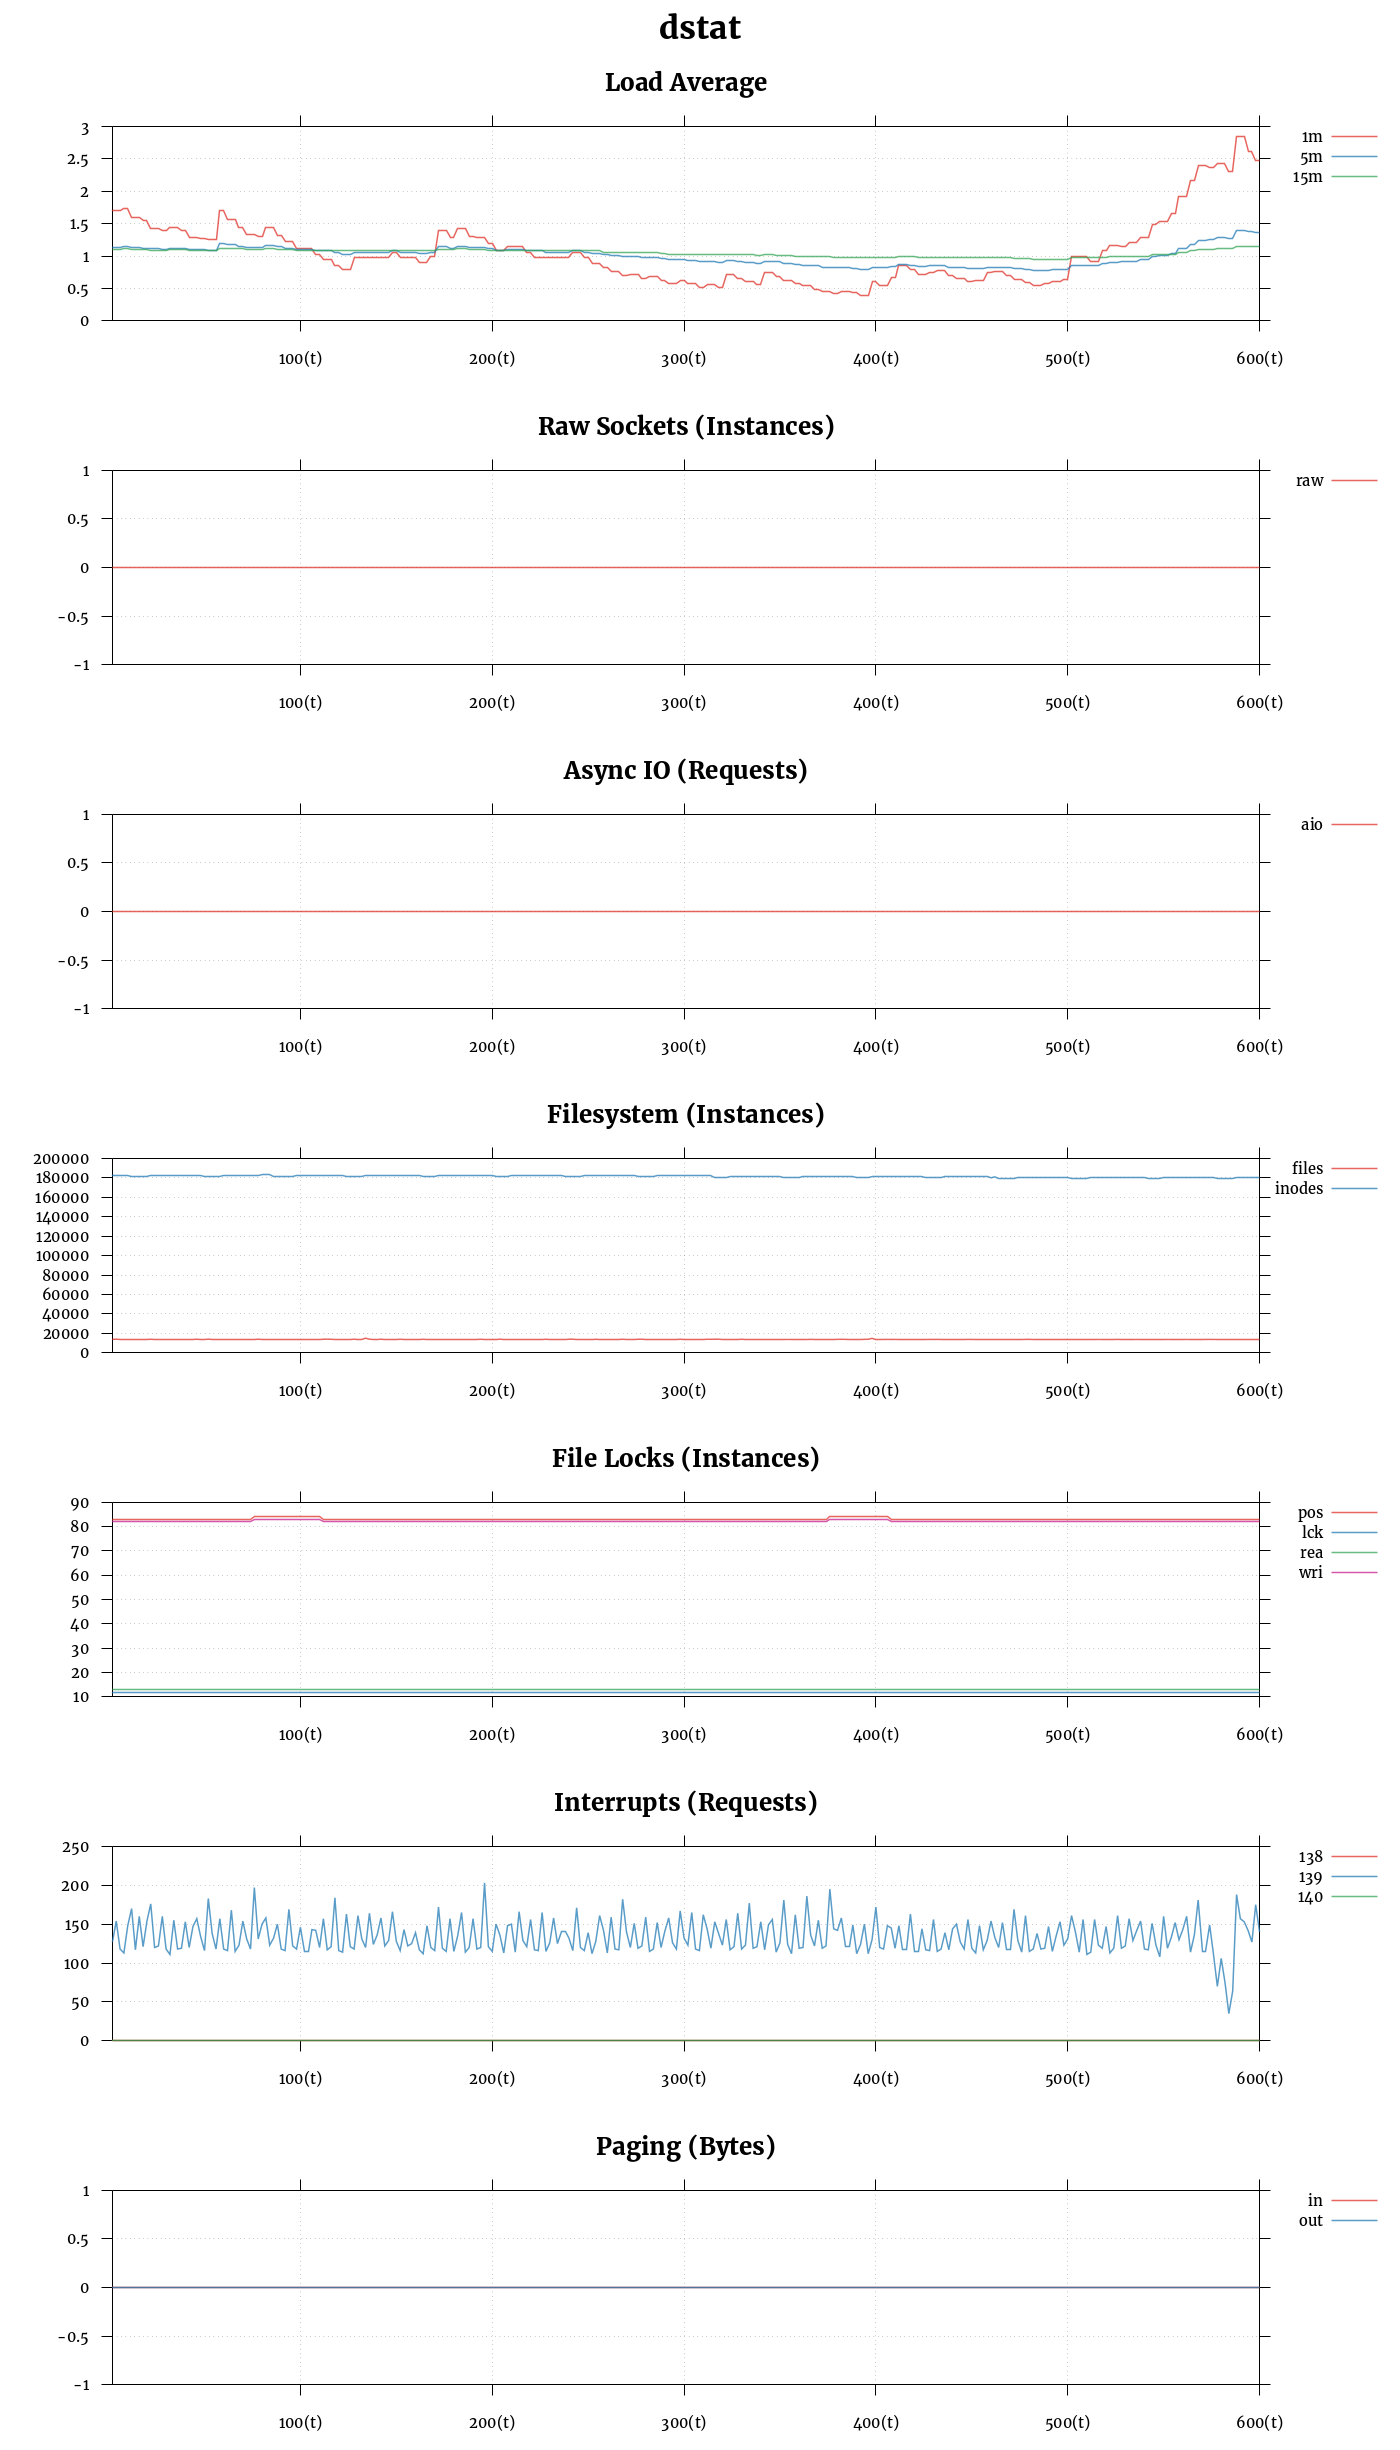 dstat
Load Average
3
2.5
2
1.5
1
0.5
0
1m
5m
15m
100(t) 200(t) 300(t) 400(t) 500(t) 600(t)
Raw Sockets (Instances)
1
0.5
0
-0.5
-1
raw
100(t) 200(t) 300(t) 400(t) 500(t) 600(t)
Async IO (Requests)
1
0.5
0
-0.5
-1
aio
100(t) 200(t) 300(t) 400(t) 500(t) 600(t)
Filesystem (Instances)
200000
180000
160000
140000
120000
100000
80000
60000
40000
20000
0
files
inodes
100(t) 200(t) 300(t) 400(t) 500(t) 600(t)
File Locks (Instances)
90
80
70
60
50
40
30
20
10
pos
lck
rea
wri
100(t) 200(t) 300(t) 400(t) 500(t) 600(t)
Interrupts (Requests)
250
200
150
100
50
0
138
139
140
100(t) 200(t) 300(t) 400(t) 500(t) 600(t)
Paging (Bytes)
1
0.5
0
-0.5
-1
in
out
100(t) 200(t) 300(t) 400(t) 500(t) 600(t)